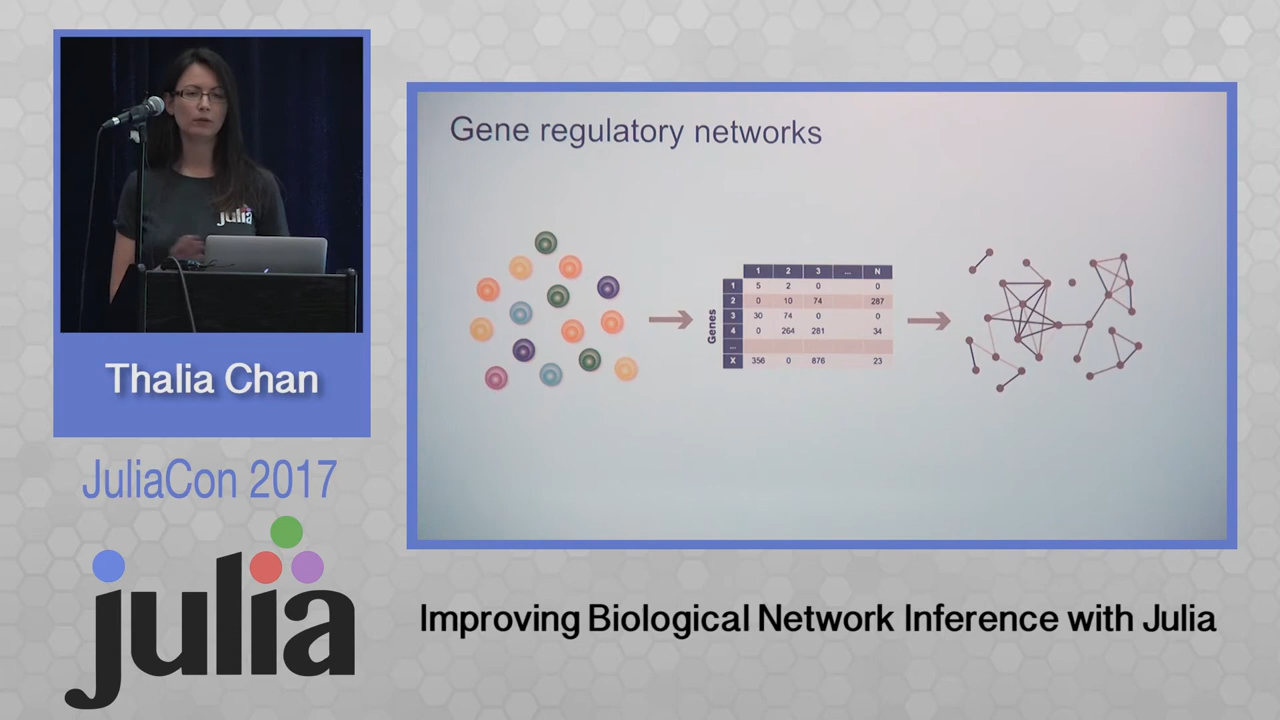 julia
Thalia Chan
JuliaCon 2017
julia
Gene regulatory networks
Genes
1 2 3 ... N
1 5 2 0 0
2 0 10 74 287
3 30 74 0 0
4 0 264 281 34
...
X 356 0 876 23
Improving Biological Network Inference with Julia